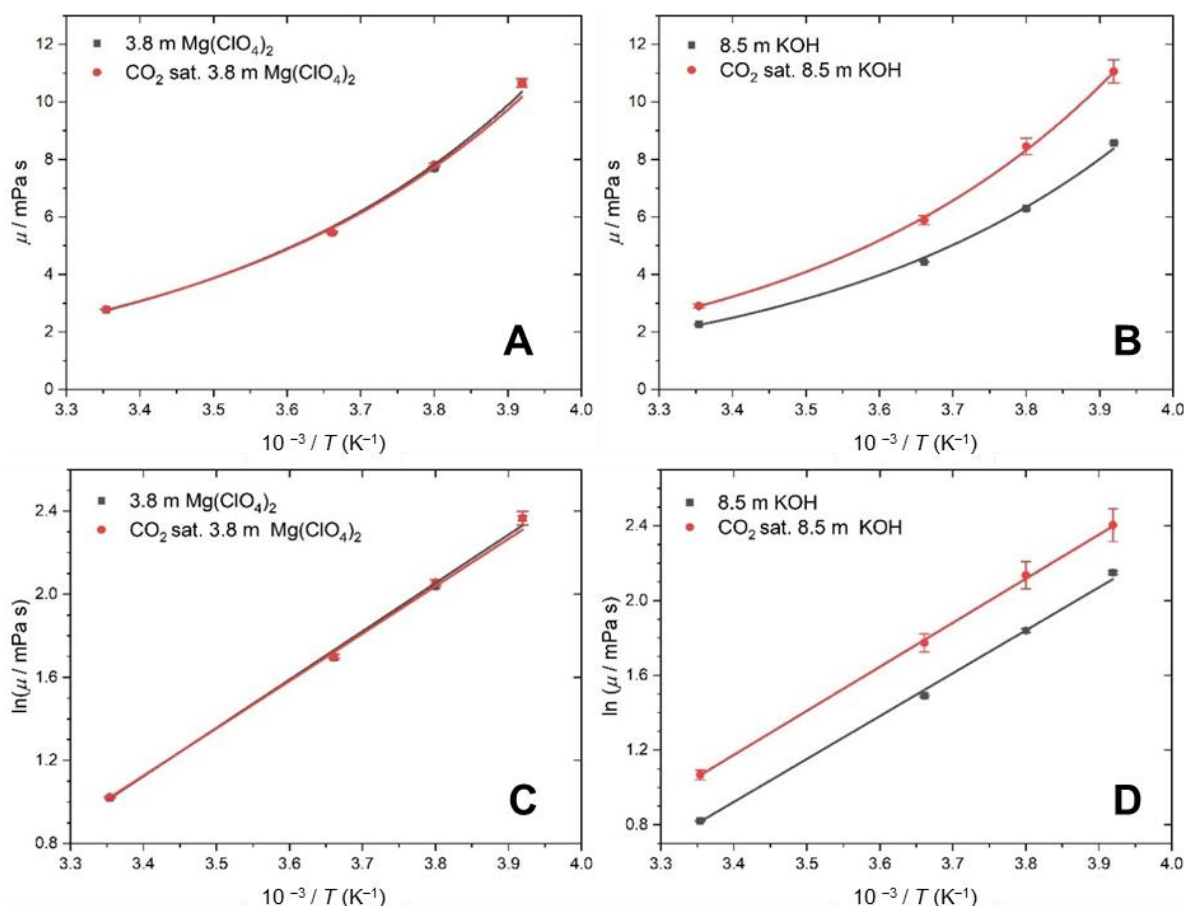 3.8 m Mg(ClO₄)₂
CO₂ sat. 3.8 m Mg(ClO₄)₂
12
10
8
6
4
2
0
μ / mPa s
A
3.3 3.4 3.5 3.6 3.7 3.8 3.9 4.0
10 ⁻³ / T (K⁻¹)
8.5 m KOH
CO₂ sat. 8.5 m KOH
12
10
8
6
4
2
0
μ / mPa s
B
3.3 3.4 3.5 3.6 3.7 3.8 3.9 4.0
10 ⁻³ / T (K⁻¹)
3.8 m Mg(ClO₄)₂
CO₂ sat. 3.8 m Mg(ClO₄)₂
2.4
2.0
1.6
1.2
0.8
ln(μ / mPa s)
C
3.3 3.4 3.5 3.6 3.7 3.8 3.9 4.0
10 ⁻³ / T (K⁻¹)
8.5 m KOH
CO₂ sat. 8.5 m KOH
2.4
2.0
1.6
1.2
0.8
ln (μ / mPa s)
D
3.3 3.4 3.5 3.6 3.7 3.8 3.9 4.0
10 ⁻³ / T (K⁻¹)